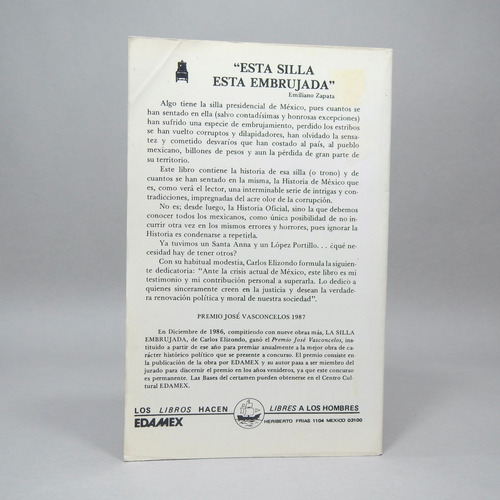 “ESTA SILLA
ESTA EMBRUJADA”
Emiliano Zapata
Algo tiene la silla presidencial de México, pues cuantos se
han sentado en ella (salvo contadísimas y honrosas excepciones)
han sufrido una especie de embrujamiento, perdido los estribos
se han vuelto corruptos y dilapidadores, han olvidado la sensa-
tez y cometido desvaríos que han costado al país, al pueblo
mexicano, billones de pesos y aun la pérdida de gran parte de
su territorio.
Este libro contiene la historia de esa silla (o trono) y de
cuantos se han sentado en la misma, la Historia de México que
es, como verá el lector, una interminable serie de intrigas y con-
tradicciones, impregnadas del acre olor de la corrupción.
No es; desde luego, la Historia Oficial, sino la que debemos
conocer todos los mexicanos, como única posibilidad de no in-
currir otra vez en los mismos errores y horrores, pues ignorar la
Historia es condenarse a repetirla.
Ya tuvimos un Santa Anna y un López Portillo. . . ¿qué ne-
cesidad hay de tener otros?
Con su habitual modestia, Carlos Elizondo formula la siguien-
te dedicatoria: “Ante la crisis actual de México, este libro es mi
testimonio y mi contribución personal a superarla. Lo dedico a
quienes sinceramente creen en la justicia y desean la verdade-
ra renovación política y moral de nuestra sociedad”.
PREMIO JOSÉ VASCONCELOS 1987
En Diciembre de 1986, compitiendo con nueve obras más, LA SILLA
EMBRUJADA, de Carlos Elizondo, ganó el Premio José Vasconcelos, ins-
tituido a partir de ese año para premiar anualmente a la mejor obra de ca-
rácter histórico político que se presente a concurso. El premio consiste en
la publicación de la obra por EDAMEX y su autor pasa a ser miembro del
jurado para discernir el premio en los años venideros, ya que este concurso
es permanente. Las Bases del certamen pueden obtenerse en el Centro Cul-
tural EDAMEX.
LOS LIBROS HACEN LIBRES A LOS HOMBRES
EDAMEX HERIBERTO FRIAS 1104 MEXICO 03100